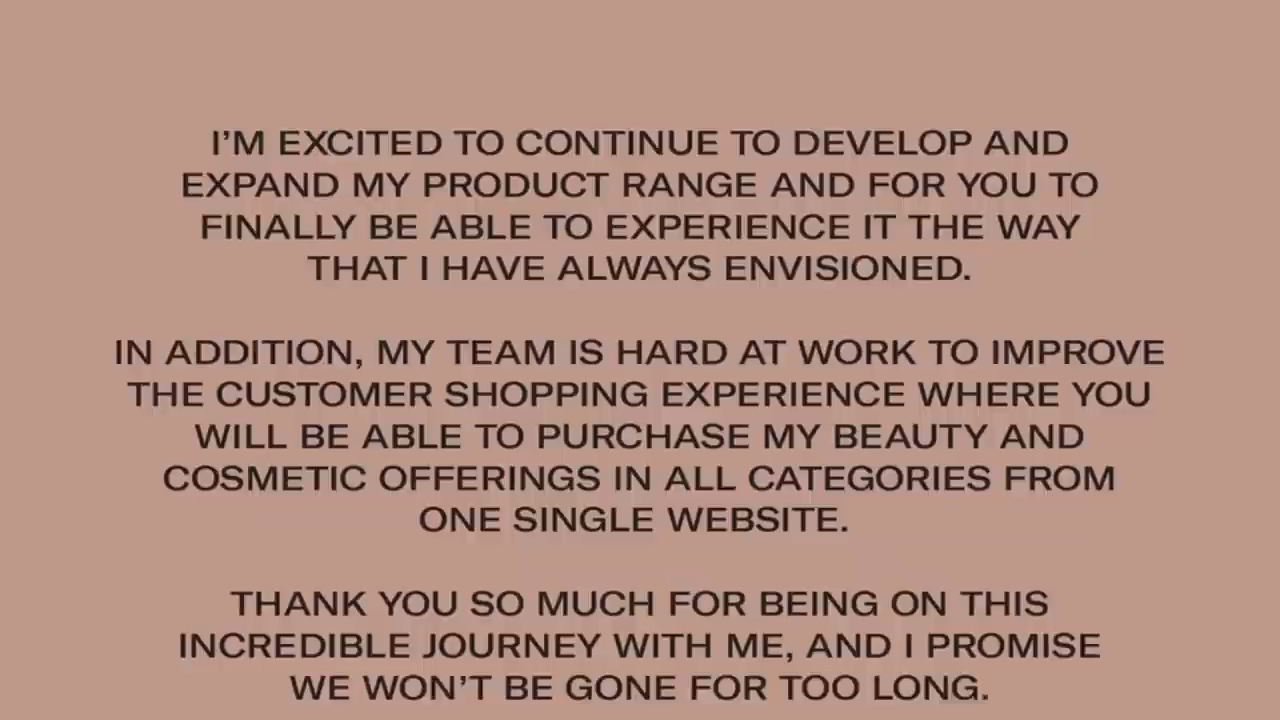 I’M EXCITED TO CONTINUE TO DEVELOP AND
EXPAND MY PRODUCT RANGE AND FOR YOU TO
FINALLY BE ABLE TO EXPERIENCE IT THE WAY
THAT I HAVE ALWAYS ENVISIONED.
IN ADDITION, MY TEAM IS HARD AT WORK TO IMPROVE
THE CUSTOMER SHOPPING EXPERIENCE WHERE YOU
WILL BE ABLE TO PURCHASE MY BEAUTY AND
COSMETIC OFFERINGS IN ALL CATEGORIES FROM
ONE SINGLE WEBSITE.
THANK YOU SO MUCH FOR BEING ON THIS
INCREDIBLE JOURNEY WITH ME, AND I PROMISE
WE WON’T BE GONE FOR TOO LONG.